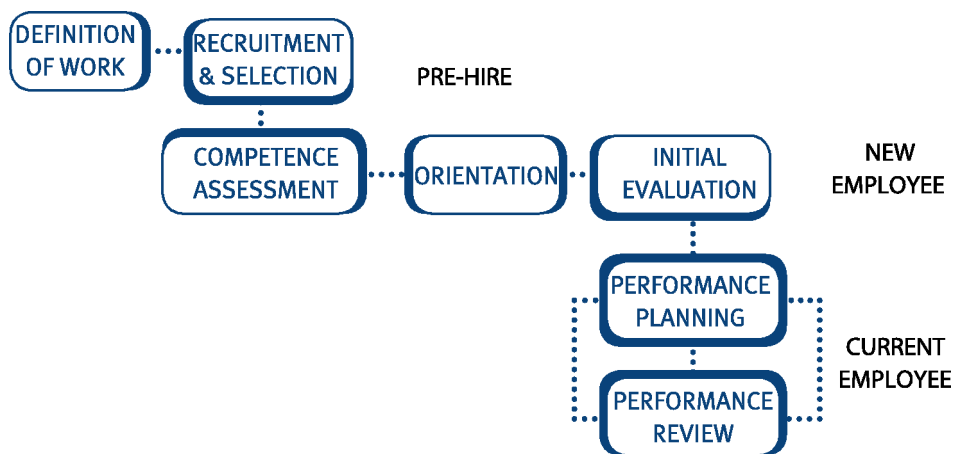 DEFINITION
OF WORK
RECRUITMENT
& SELECTION
PRE-HIRE
COMPETENCE
ASSESSMENT
ORIENTATION
INITIAL
EVALUATION
NEW
EMPLOYEE
PERFORMANCE
PLANNING
CURRENT
EMPLOYEE
PERFORMANCE
REVIEW